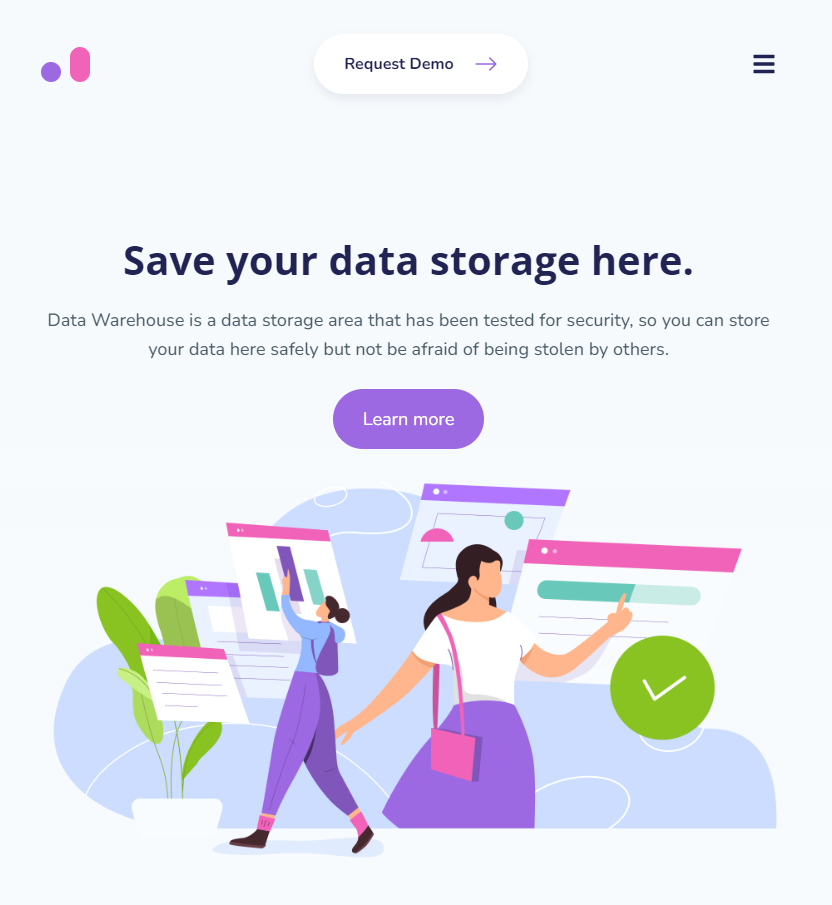 Request Demo
Save your data storage here.
Data Warehouse is a data storage area that has been tested for security, so you can store
your data here safely but not be afraid of being stolen by others.
Learn more